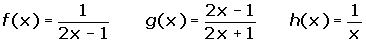 f(x) = 1/(2x − 1)   g(x) = (2x − 1)/(2x + 1)   h(x) = 1/x